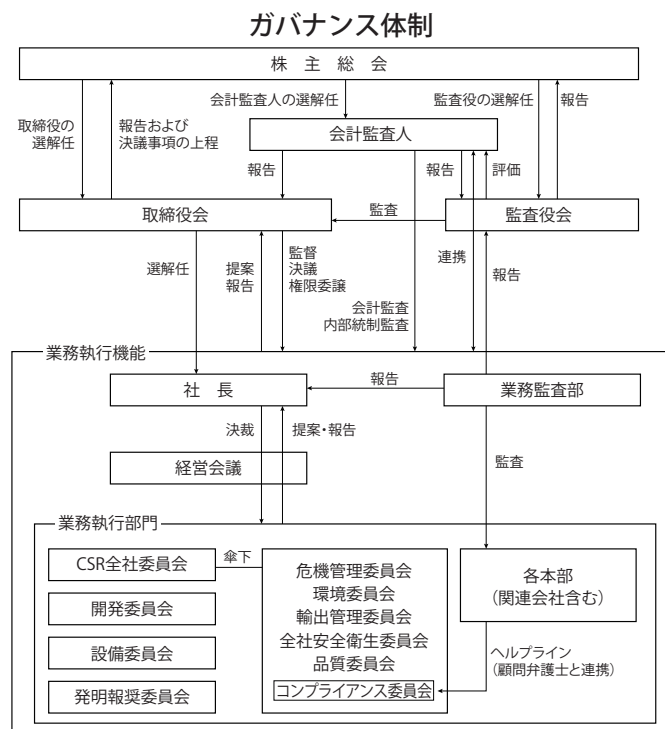 ガバナンス体制
株 主 総 会
会計監査人の選解任
監査役の選解任
報告
取締役の
選解任
報告および
決議事項の上程
会計監査人
報告
報告
評価
取締役会
監査
監査役会
選解任
提案
報告
監督
決議
権限委譲
連携
報告
会計監査
内部統制監査
業務執行機能
社 長
報告
業務監査部
決裁
提案・報告
経営会議
監査
業務執行部門
CSR全社委員会
傘下
開発委員会
設備委員会
発明報奨委員会
危機管理委員会
環境委員会
輸出管理委員会
全社安全衛生委員会
品質委員会
コンプライアンス委員会
各本部
(関連会社含む)
ヘルプライン
(顧問弁護士と連携)